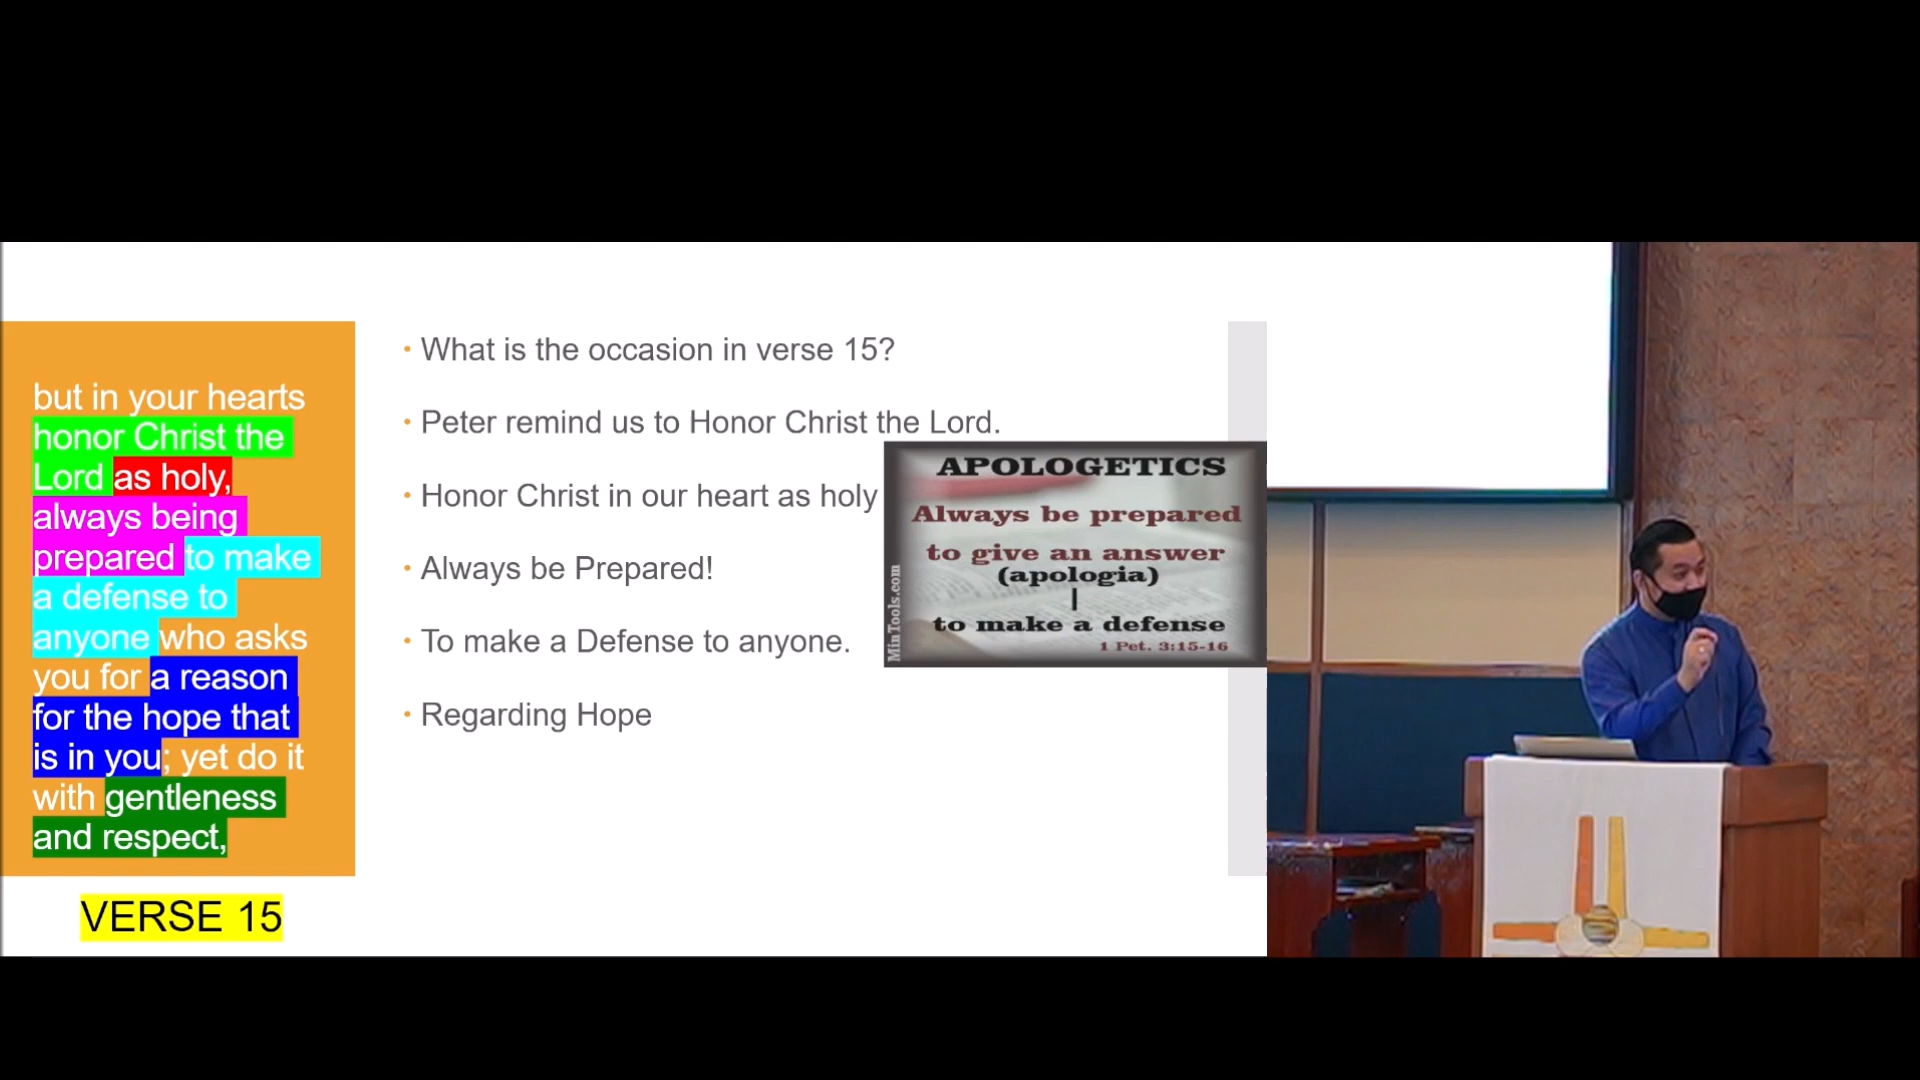 but in your hearts
honor Christ the
Lord as holy,
always being
prepared to make
a defense to
anyone who asks
you for a reason
for the hope that
is in you; yet do it
with gentleness
and respect,
VERSE 15
• What is the occasion in verse 15?
• Peter remind us to Honor Christ the Lord.
• Honor Christ in our heart as holy
• Always be Prepared!
• To make a Defense to anyone.
• Regarding Hope
APOLOGETICS
Always be prepared
to give an answer
(apologia)
|
to make a defense
1 Pet. 3:15-16
MinTools.com